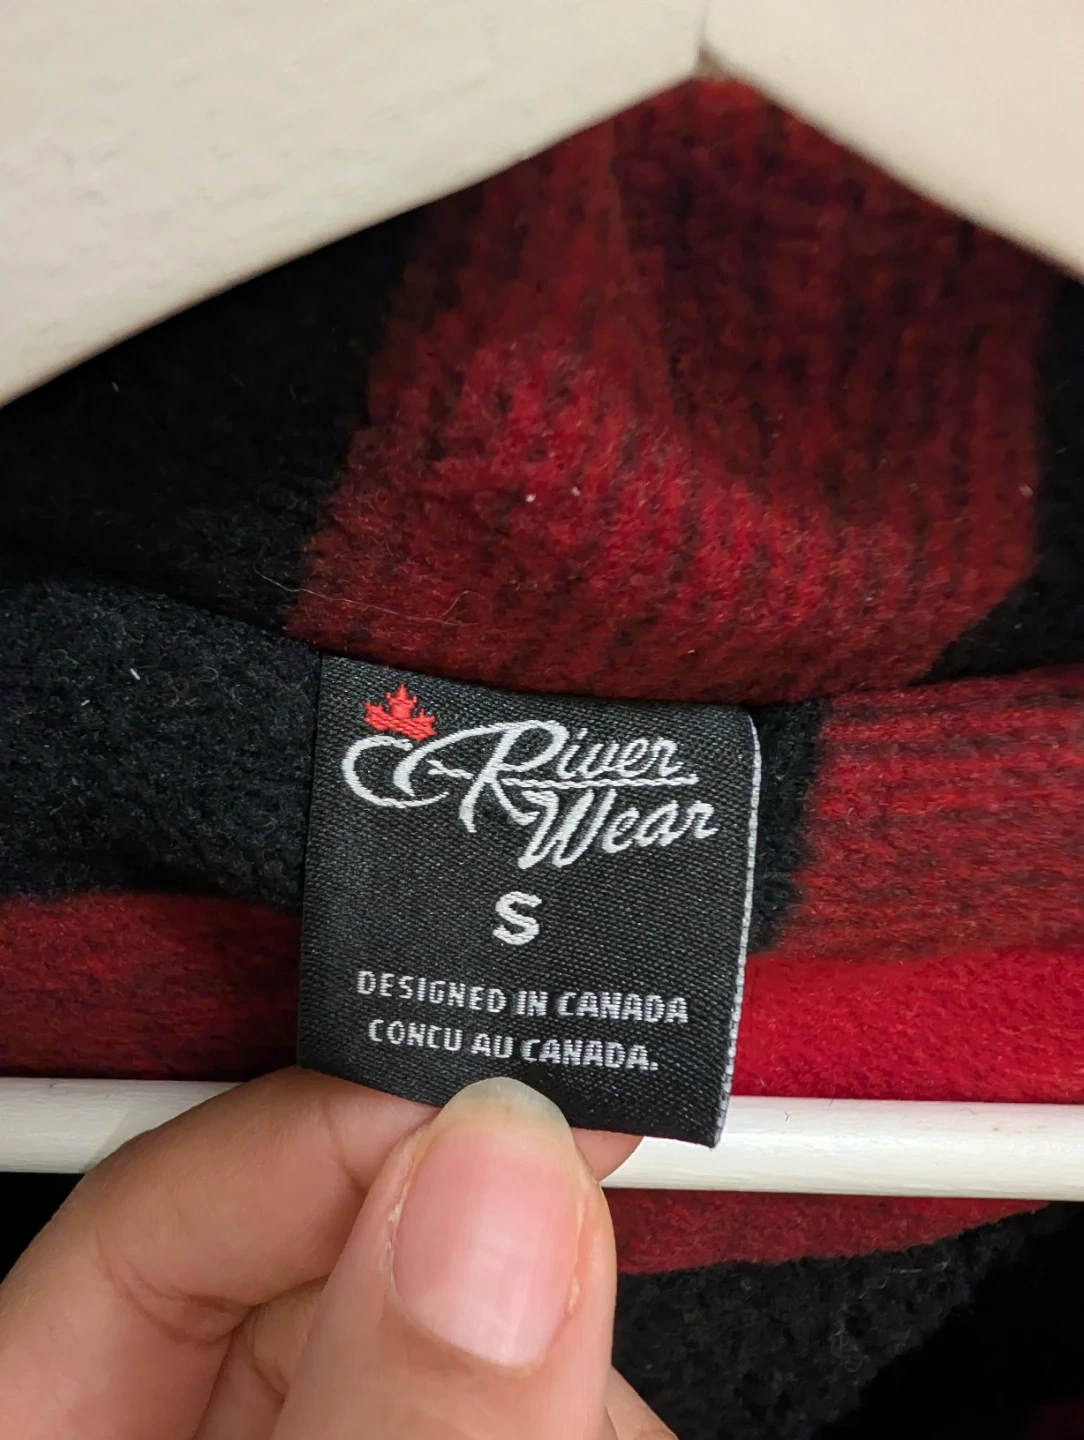 River
Wear
S
DESIGNED IN CANADA
CONCU AU CANADA.